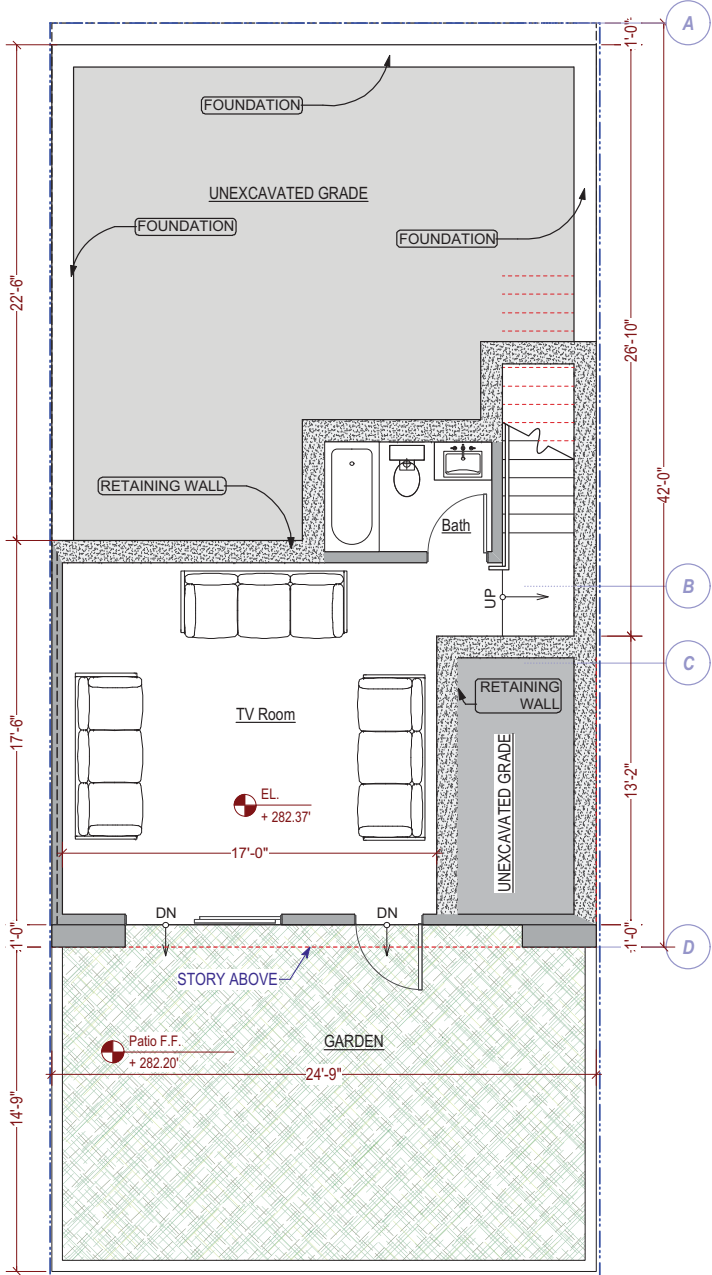 A
1'-0"
FOUNDATION
UNEXCAVATED GRADE
FOUNDATION
FOUNDATION
22'-6"
26'-10"
RETAINING WALL
42'-0"
Bath
UP
B
C
RETAINING
WALL
TV Room
17'-6"
UNEXCAVATED GRADE
13'-2"
EL.
+ 282.37'
17'-0"
DN
DN
1'-0"
1'-0"
D
STORY ABOVE
Patio F.F.
+ 282.20'
GARDEN
24'-9"
14'-9"